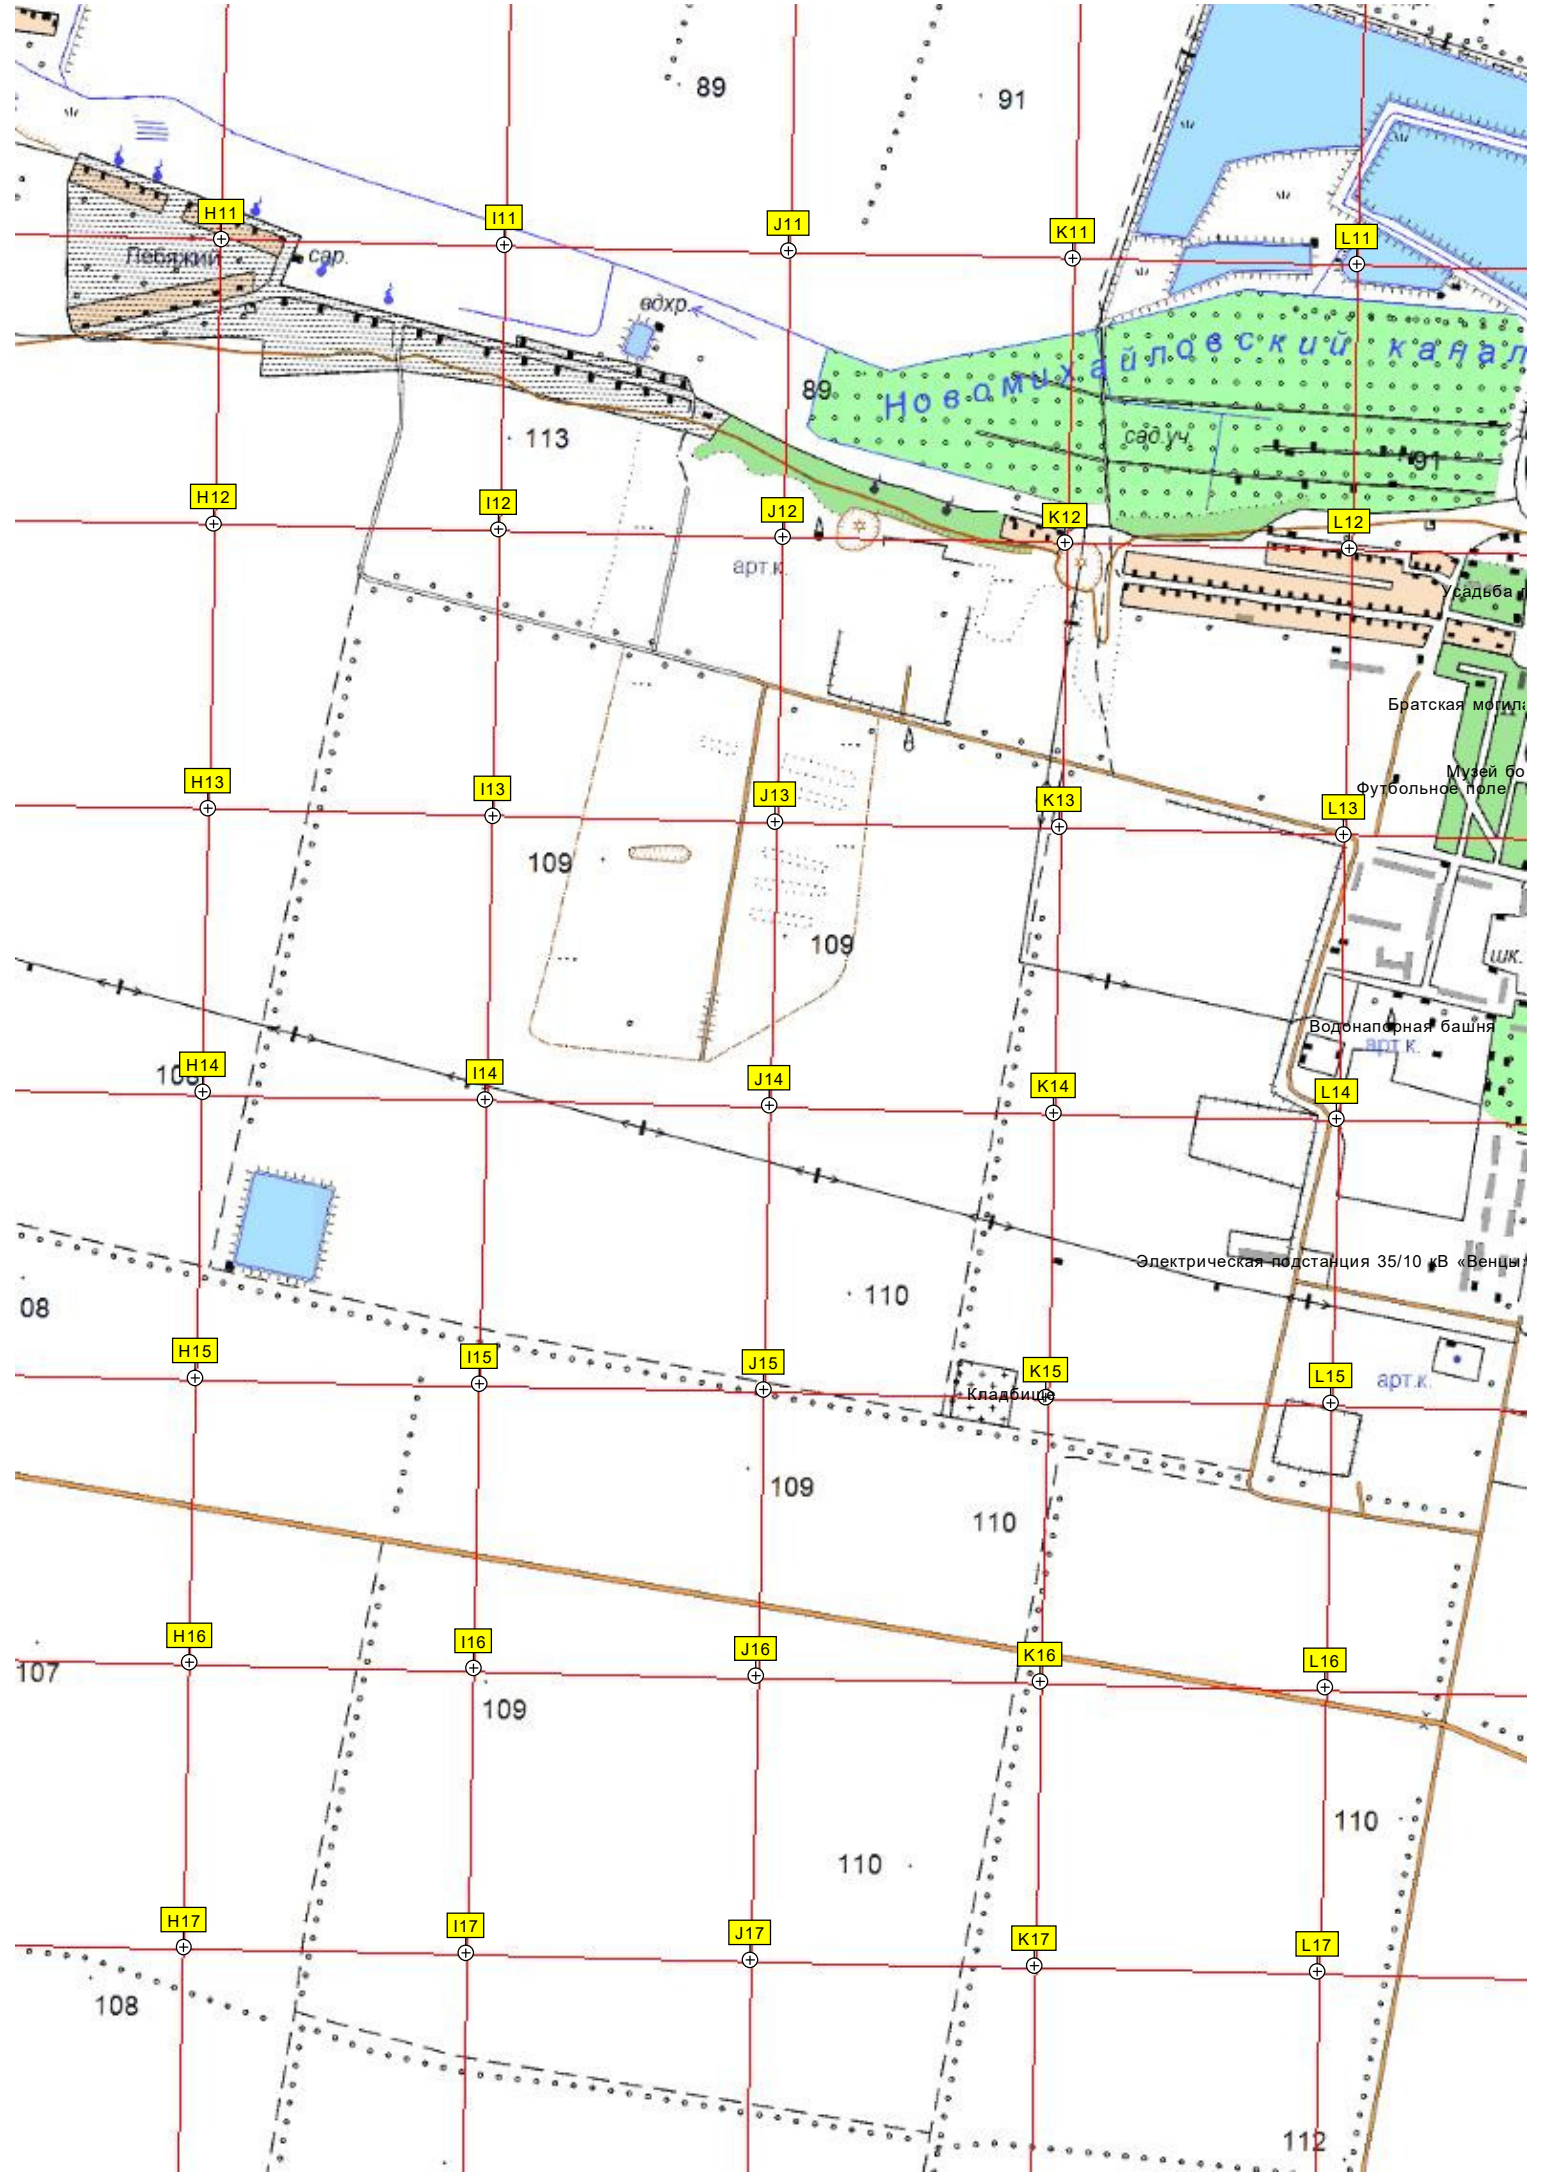 89
91
H11
I11
J11
K11
L11
Лебяжий
сар.
вдхр.
Новомихайловский канал
89
113
сад.уч.
91
H12
I12
J12
K12
L12
арт.к.
Усадьба
Братская могила
H13
I13
J13
K13
L13
Музей бо
Футбольное поле
109
109
шк.
Водонапорная башня
арт.к.
H14
I14
J14
K14
L14
110
Электрическая подстанция 35/10 кВ «Венцы
08
H15
I15
J15
K15
L15
арт.к.
Кладбище
109
110
H16
I16
J16
K16
L16
107
109
110
110
H17
I17
J17
K17
L17
108
112